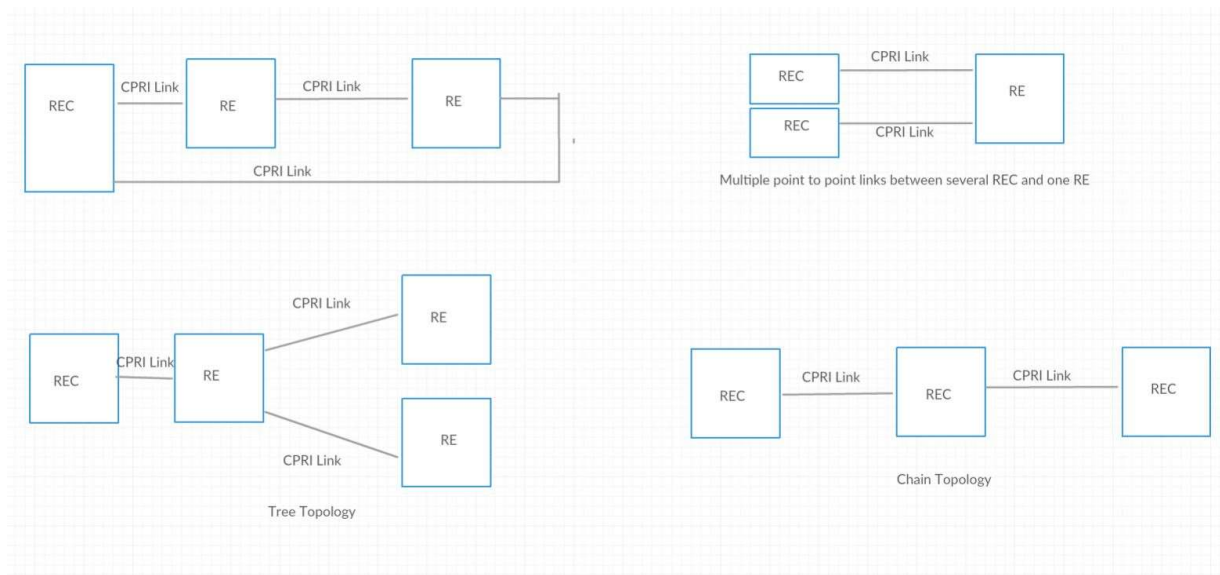 CPRI Link
CPRI Link
REC
RE
RE
CPRI Link
CPRI Link
REC
RE
REC
CPRI Link
Multiple point to point links between several REC and one RE
CPRI Link
RE
CPRI Link
REC
RE
RE
CPRI Link
Tree Topology
CPRI Link
CPRI Link
REC
REC
REC
Chain Topology